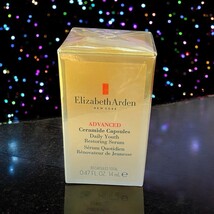 Elizabeth Arden
NEW YORK
ADVANCED
Ceramide Capsules
Daily Youth
Restoring Serum
Sérum Quotidien
Rénovateur de Jeunesse
0.47 FL OZ 14 ml e